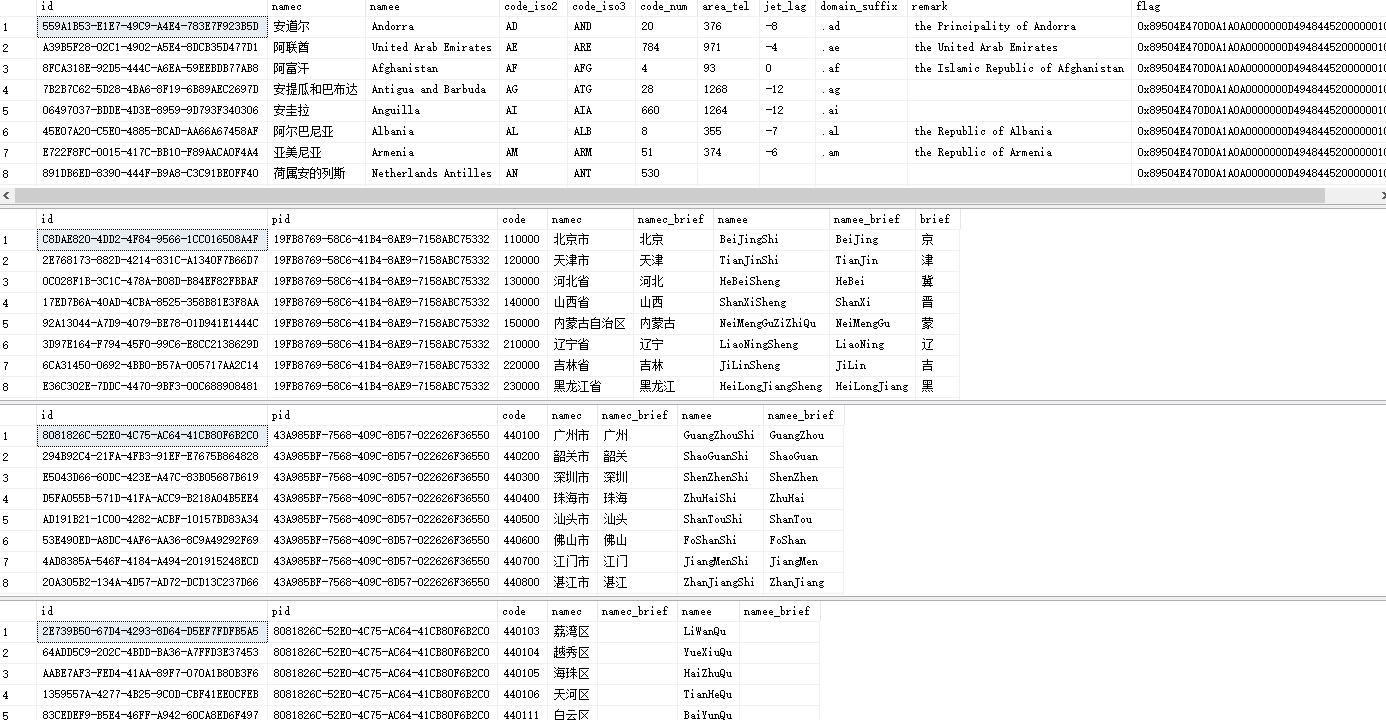 id namec namee code_iso2 code_iso3 code_num area_tel jet_lag domain_suffix remark flag
1 559A1B53-E1E7-49C9-A4E4-783E7F923B5D 安道尔 Andorra AD AND 20 376 -8 .ad the Principality of Andorra 0x89504E470D0A1A0A0000000D4948445200000010
2 A39B5F28-02C1-4902-A5E4-8DCB35D477D1 阿联酋 United Arab Emirates AE ARE 784 971 -4 .ae the United Arab Emirates 0x89504E470D0A1A0A0000000D4948445200000010
3 8FCA318E-92D5-444C-A6EA-59EEBDB77AB8 阿富汗 Afghanistan AF AFG 4 93 0 .af the Islamic Republic of Afghanistan 0x89504E470D0A1A0A0000000D4948445200000010
4 7B2B7C62-5D28-4BA6-8F19-6B89AEC2697D 安提瓜和巴布达 Antigua and Barbuda AG ATG 28 1268 -12 .ag 0x89504E470D0A1A0A0000000D4948445200000010
5 06497037-BDDE-4D3E-8959-9D793F340306 安圭拉 Anguilla AI AIA 660 1264 -12 .ai 0x89504E470D0A1A0A0000000D4948445200000010
6 45E07A20-C5E0-4885-BCAD-AA66A67458AF 阿尔巴尼亚 Albania AL ALB 8 355 -7 .al the Republic of Albania 0x89504E470D0A1A0A0000000D4948445200000010
7 E722F8FC-0015-417C-BB10-F89AACA0F4A4 亚美尼亚 Armenia AM ARM 51 374 -6 .am the Republic of Armenia 0x89504E470D0A1A0A0000000D4948445200000010
8 891DB6ED-8390-444F-B9A8-C3C91BE0FF40 荷属安的列斯 Netherlands Antilles AN ANT 530 0x89504E470D0A1A0A0000000D4948445200000010
id pid code namec namec_brief namee namee_brief brief
1 C8DAE820-4DD2-4F84-9566-1CC016508A4F 19FB8769-58C6-41B4-8AE9-7158ABC75332 110000 北京市 北京 BeiJingShi BeiJing 京
2 2E768173-882D-4214-831C-A1340F7B66D7 19FB8769-58C6-41B4-8AE9-7158ABC75332 120000 天津市 天津 TianJinShi TianJin 津
3 0C028F1B-3C1C-478A-B08D-B84EF82FBBAF 19FB8769-58C6-41B4-8AE9-7158ABC75332 130000 河北省 河北 HeBeiSheng HeBei 冀
4 17ED7B6A-40AD-4CBA-8525-358B81E3F8AA 19FB8769-58C6-41B4-8AE9-7158ABC75332 140000 山西省 山西 ShanXiSheng ShanXi 晋
5 92A13044-A7D9-4079-BE78-01D941E1444C 19FB8769-58C6-41B4-8AE9-7158ABC75332 150000 内蒙古自治区 内蒙古 NeiMengGuZiZhiQu NeiMengGu 蒙
6 3D97E164-F794-45F0-99C6-E8CC2138629D 19FB8769-58C6-41B4-8AE9-7158ABC75332 210000 辽宁省 辽宁 LiaoNingSheng LiaoNing 辽
7 6CA31450-0692-4BB0-B57A-005717AA2C14 19FB8769-58C6-41B4-8AE9-7158ABC75332 220000 吉林省 吉林 JiLinSheng JiLin 吉
8 E36C302E-7DDC-4470-9BF3-00C688908481 19FB8769-58C6-41B4-8AE9-7158ABC75332 230000 黑龙江省 黑龙江 HeiLongJiangSheng HeiLongJiang 黑
id pid code namec namec_brief namee namee_brief
1 8081826C-52E0-4C75-AC64-41CB80F6B2C0 43A985BF-7568-409C-8D57-022626F36550 440100 广州市 广州 GuangZhouShi GuangZhou
2 294B92C4-21FA-4FB3-91EF-E7675B864828 43A985BF-7568-409C-8D57-022626F36550 440200 韶关市 韶关 ShaoGuanShi ShaoGuan
3 E5043D66-60DC-423E-A47C-83B05687B619 43A985BF-7568-409C-8D57-022626F36550 440300 深圳市 深圳 ShenZhenShi ShenZhen
4 D5FA055B-571D-41FA-ACC9-B218A04B5EE4 43A985BF-7568-409C-8D57-022626F36550 440400 珠海市 珠海 ZhuHaiShi ZhuHai
5 AD191B21-1C00-4282-ACBF-10157BD83A34 43A985BF-7568-409C-8D57-022626F36550 440500 汕头市 汕头 ShanTouShi ShanTou
6 53E490ED-A8DC-4AF6-AA36-8C9A49292F69 43A985BF-7568-409C-8D57-022626F36550 440600 佛山市 佛山 FoShanShi FoShan
7 4AD8385A-546F-4184-A494-201915248ECD 43A985BF-7568-409C-8D57-022626F36550 440700 江门市 江门 JiangMenShi JiangMen
8 20A305B2-134A-4D57-AD72-DCD13C237D66 43A985BF-7568-409C-8D57-022626F36550 440800 湛江市 湛江 ZhanJiangShi ZhanJiang
id pid code namec namec_brief namee namee_brief
1 2E739B50-67D4-4293-8D64-D5EF7FDFB5A5 8081826C-52E0-4C75-AC64-41CB80F6B2C0 440103 荔湾区 LiWanQu
2 64ADD5C9-202C-4BDD-BA36-A7FFD3E37453 8081826C-52E0-4C75-AC64-41CB80F6B2C0 440104 越秀区 YueXiuQu
3 AABE7AF3-FED4-41AA-89F7-070A1B80B3F6 8081826C-52E0-4C75-AC64-41CB80F6B2C0 440105 海珠区 HaiZhuQu
4 1359557A-4277-4B25-9C0D-CBF41EE0CFEB 8081826C-52E0-4C75-AC64-41CB80F6B2C0 440106 天河区 TianHeQu
5 83CEDEF9-B5E4-46FF-A942-60CA8ED6F497 8081826C-52E0-4C75-AC64-41CB80F6B2C0 440111 白云区 BaiYunQu